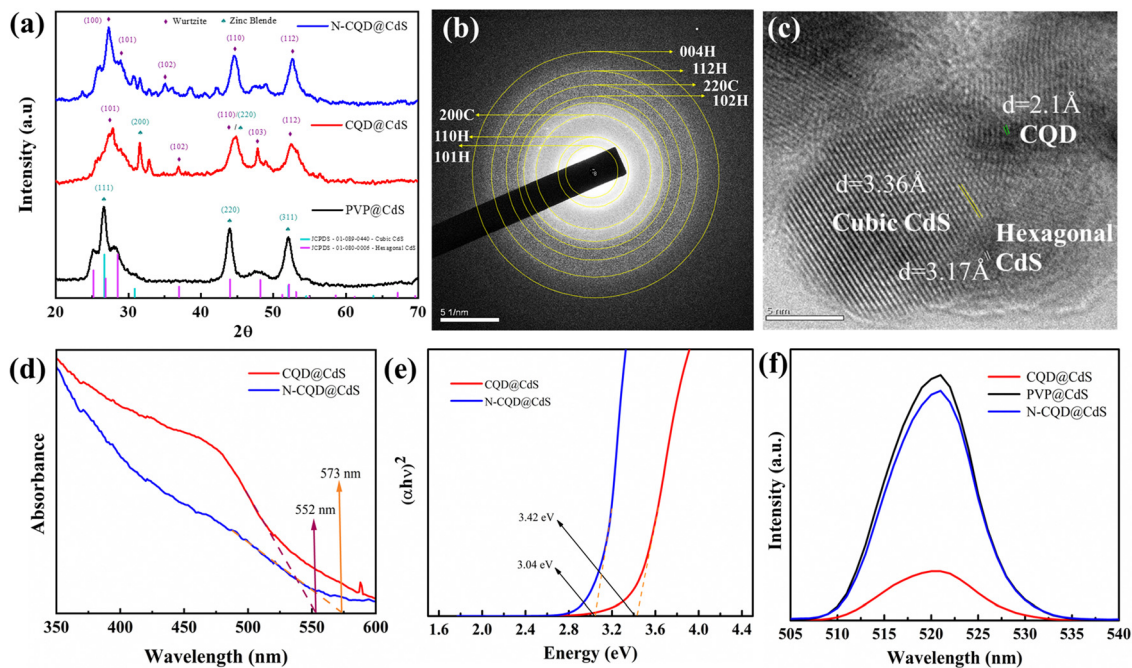 (a)
(100)
♦ Wurtzite ▲ Zinc Blende
N-CQD@CdS
(101)
(102)
(110)
(112)
(101)
(200)
(102)
(110)/(220)
(103)
(112)
CQD@CdS
(111)
(220)
(311)
PVP@CdS
JCPDS - 01-089-0440 - Cubic CdS
JCPDS - 01-080-0006 - Hexagonal CdS
Intensity (a.u)
20 30 40 50 60 70
2θ
(b)
004H
112H
220C
102H
200C
110H
101H
5 1/nm
(c)
d=2.1Å
CQD
d=3.36Å
Cubic CdS
Hexagonal
CdS
d=3.17Å
5 nm
(d)
CQD@CdS
N-CQD@CdS
573 nm
552 nm
Absorbance
350 400 450 500 550 600
Wavelength (nm)
(e)
CQD@CdS
N-CQD@CdS
3.42 eV
3.04 eV
(αhν)²
1.6 2.0 2.4 2.8 3.2 3.6 4.0 4.4
Energy (eV)
(f)
CQD@CdS
PVP@CdS
N-CQD@CdS
Intensity (a.u.)
505 510 515 520 525 530 535 540
Wavelength (nm)